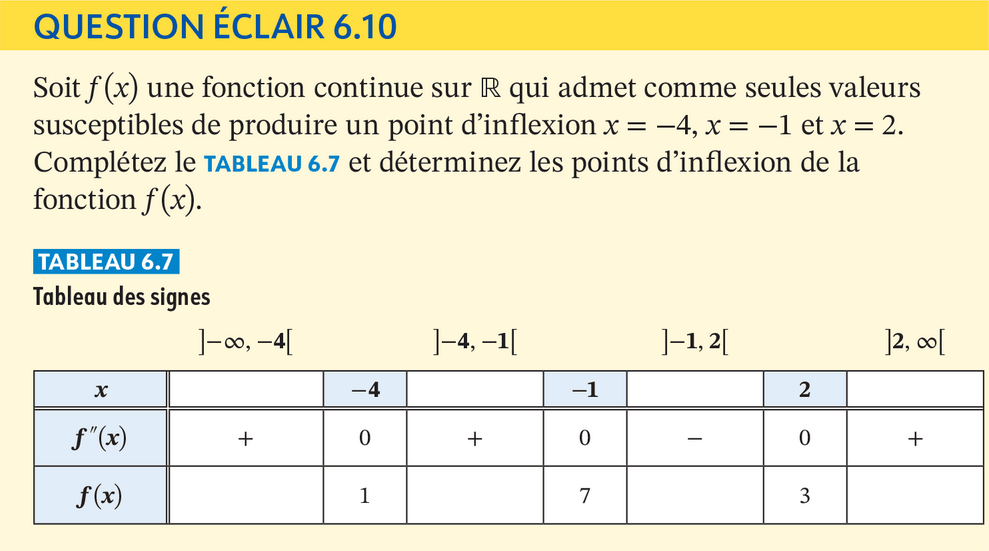 QUESTION ÉCLAIR 6.10
Soit f(x) une fonction continue sur ℝ qui admet comme seules valeurs
susceptibles de produire un point d’inflexion x = −4, x = −1 et x = 2.
Complétez le TABLEAU 6.7 et déterminez les points d’inflexion de la
fonction f(x).
TABLEAU 6.7
Tableau des signes
]−∞, −4[ ]−4, −1[ ]−1, 2[ ]2, ∞[
x −4 −1 2
f″(x) + 0 + 0 − 0 +
f(x) 1 7 3